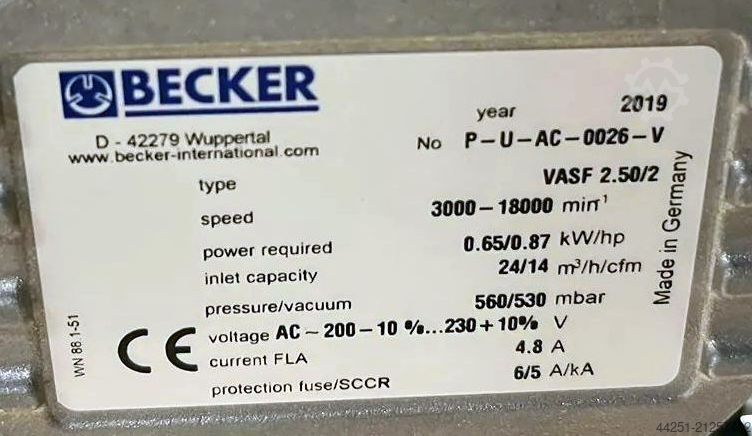 BECKER
D - 42279 Wuppertal
www.becker-international.com
year 2019
No P-U-AC-0026-V
type VASF 2.50/2
speed 3000-18000 min⁻¹
power required 0.65/0.87 kW/hp
inlet capacity 24/14 m³/h/cfm
pressure/vacuum 560/530 mbar
voltage AC~200-10 %...230+10% V
current FLA 4.8 A
protection fuse/SCCR 6/5 A/kA
CE
Made in Germany
WN 88.1-51